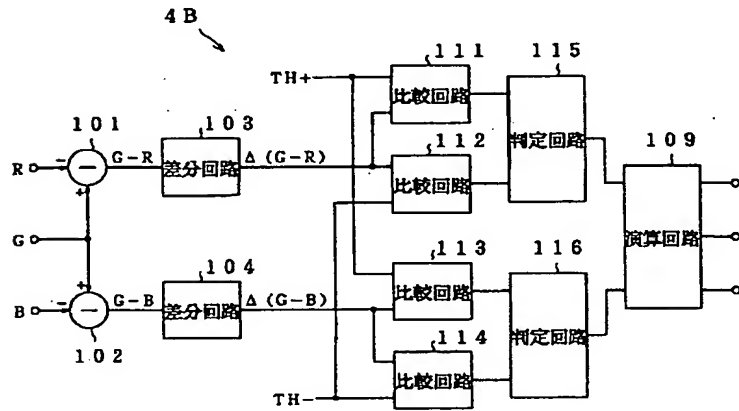 4B
111
115
TH+
比較回路
101
103
112
判定回路
109
R
−
−
G−R
差分回路
Δ(G−R)
比較回路
+
G
演算回路
113
116
+
104
比較回路
B
−
−
G−B
差分回路
Δ(G−B)
判定回路
114
102
比較回路
TH−